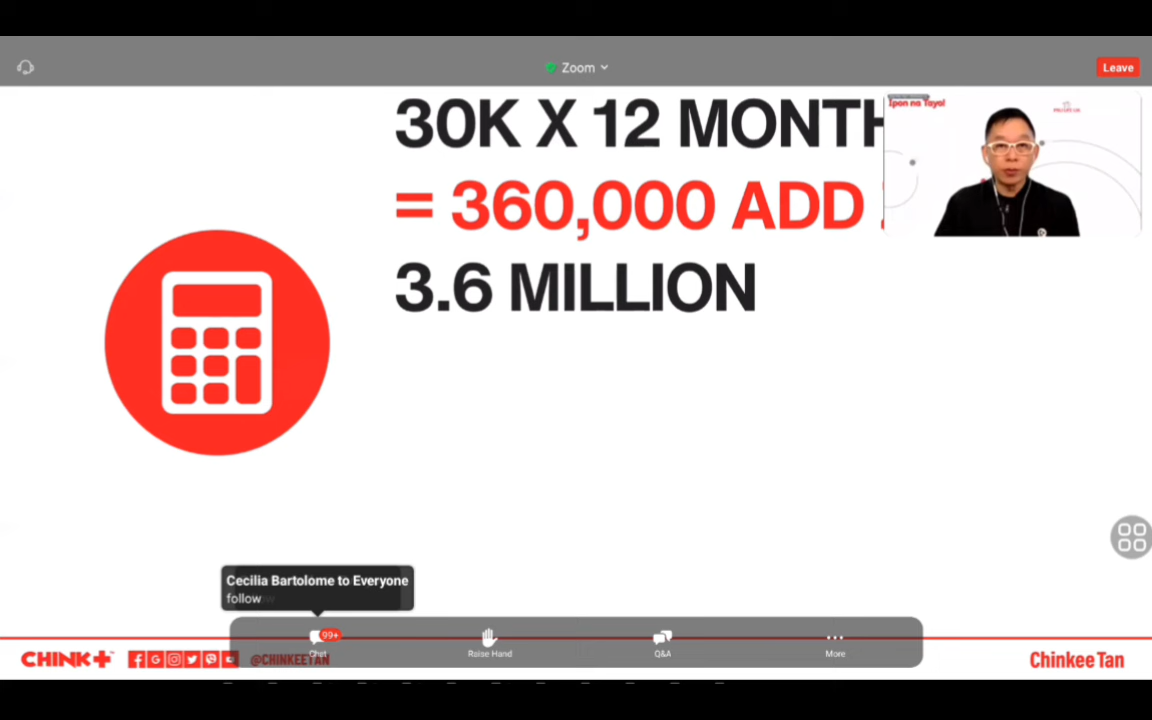 Zoom
Leave
30K X 12 MONTH
= 360,000 ADD
3.6 MILLION
Ipon na Tayo!
Cecilia Bartolome to Everyone
follow
99+
Chat
Raise Hand
Q&A
More
CHINK+
@CHINKEETAN
Chinkee Tan